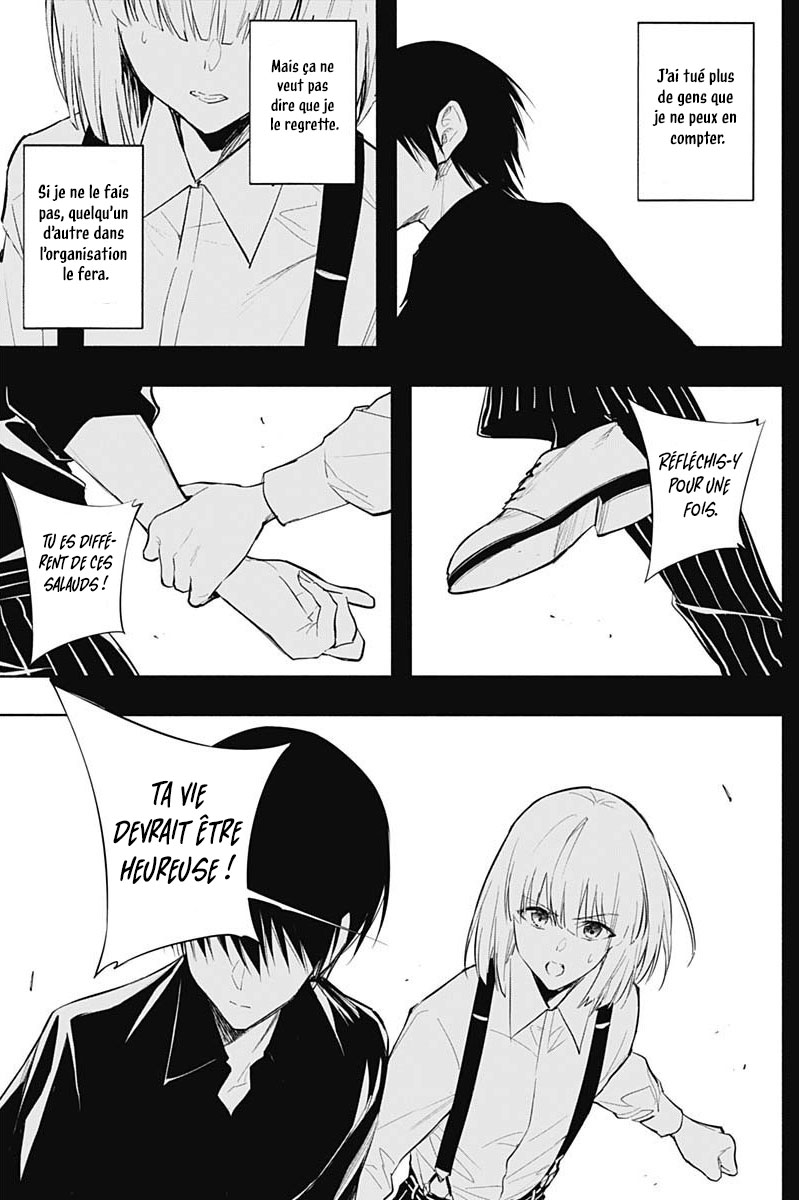 J'ai tué plus
de gens que
je ne peux en
compter.
Mais ça ne
veut pas
dire que je
le regrette.
Si je ne le fais
pas, quelqu'un
d'autre dans
l'organisation
le fera.
RÉFLÉCHIS-Y
POUR UNE
FOIS.
TU ES DIFFÉ-
RENT DE CES
SALAUDS !
TA VIE
DEVRAIT ÊTRE
HEUREUSE !